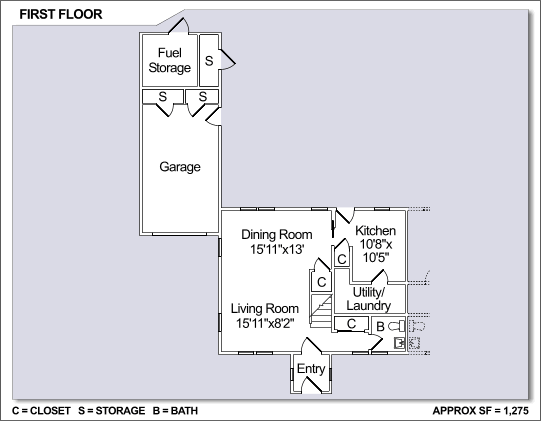 FIRST FLOOR
Fuel
Storage
S
S
S
Garage
Dining Room
15'11"x13'
Kitchen
10'8"x
10'5"
C
C
Utility/
Laundry
Living Room
15'11"x8'2"
C
B
Entry
C = CLOSET S = STORAGE B = BATH
APPROX SF = 1,275